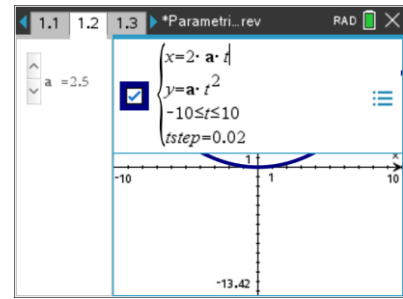 1.1 1.2 1.3 *Parametri...rev RAD X
a =2.5
x=2· a· t
y=a· t²
-10≤t≤10
tstep=0.02
1 y
x
-10 1 10
-13.42